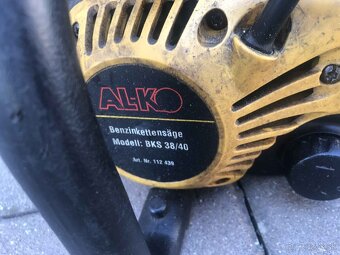 AL-KO
Benzinkettensäge
Modell: BKS 38/40
Art. Nr. 112 436